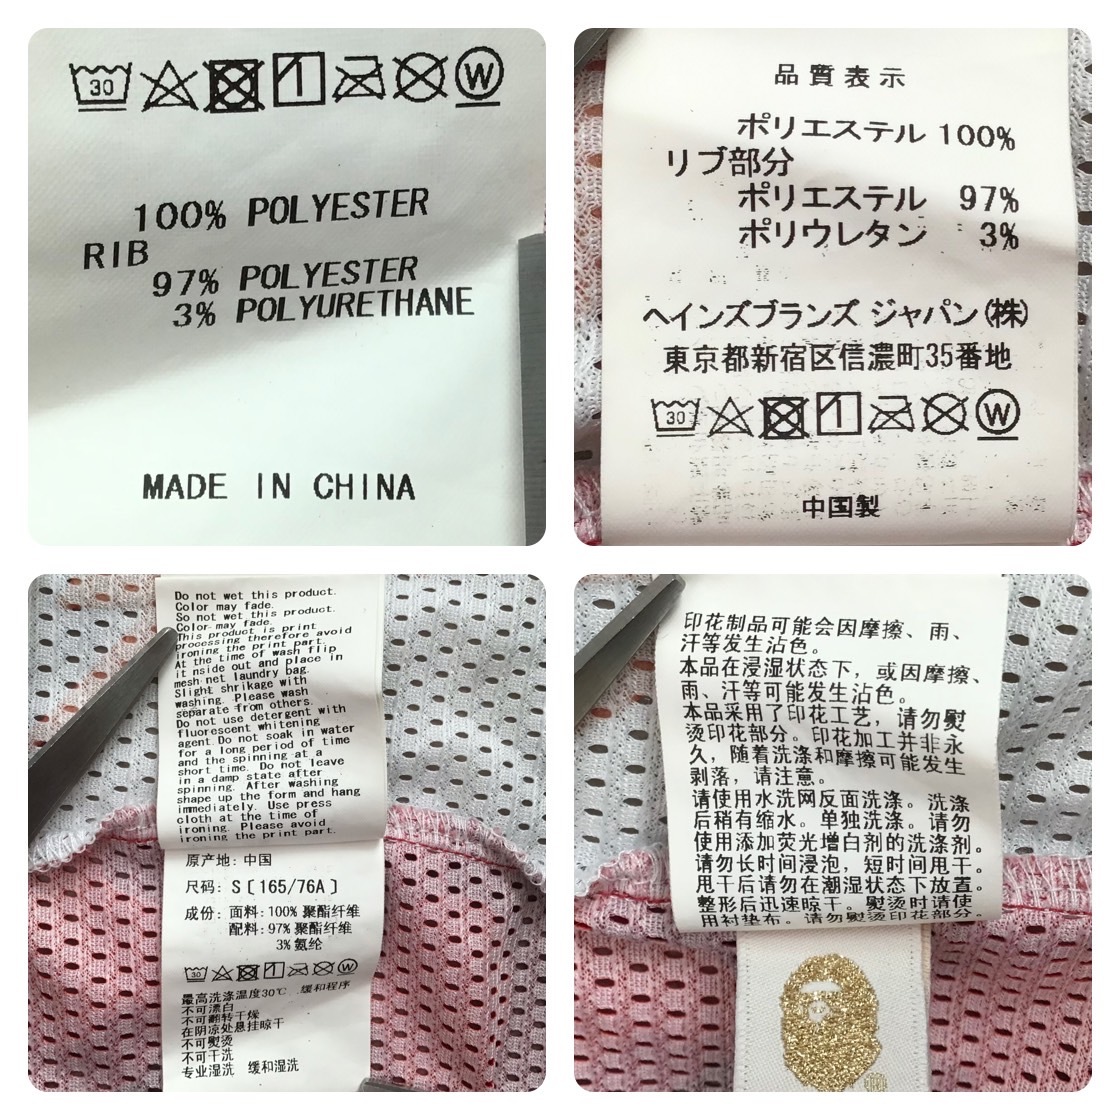 30 W
100% POLYESTER
RIB
97% POLYESTER
3% POLYURETHANE
MADE IN CHINA
品質表示
ポリエステル 100%
リブ部分
ポリエステル 97%
ポリウレタン 3%
ヘインズブランズ ジャパン(株)
東京都新宿区信濃町35番地
30 W
中国製
Do not wet this product.
Color may fade.
So not wet this product.
Color may fade.
This product is print
processing therefore avoid
ironing the print part.
At the time of wash flip
it nside out and place in
mesh net laundry bag.
Slight shrikage with
washing. Please wash
separate from others.
Do not use detergent with
fluorescent whitening
agent.Do not soak in water
for a long period of time
and the spinning at a
short time. Do not leave
in a damp state after
spinning. After washing
shape up the form and hang
immediately. Use press
cloth at the time of
ironing. Please avoid
ironing the print part.
原产地: 中国
尺码: S〔165/76A〕
成份: 面料: 100% 聚酯纤维
配料: 97% 聚酯纤维
3% 氨纶
30 W
最高洗涤温度30℃ 缓和程序
不可漂白
不可翻转干燥
在阴凉处悬挂晾干
不可熨烫
不可干洗
专业湿洗 缓和湿洗
印花制品可能会因摩擦、雨、
汗等发生沾色。
本品在浸湿状态下, 或因摩擦、
雨、汗等可能发生沾色。
本品采用了印花工艺, 请勿熨
烫印花部分。印花加工并非永
久, 随着洗涤和摩擦可能发生
剥落, 请注意。
请使用水洗网反面洗涤。洗涤
后稍有缩水。单独洗涤。请勿
使用添加荧光增白剂的洗涤剂。
请勿长时间浸泡, 短时间甩干。
甩干后请勿在潮湿状态下放置。
整形后迅速晾干。熨烫时请使
用衬垫布。请勿熨烫印花部分。